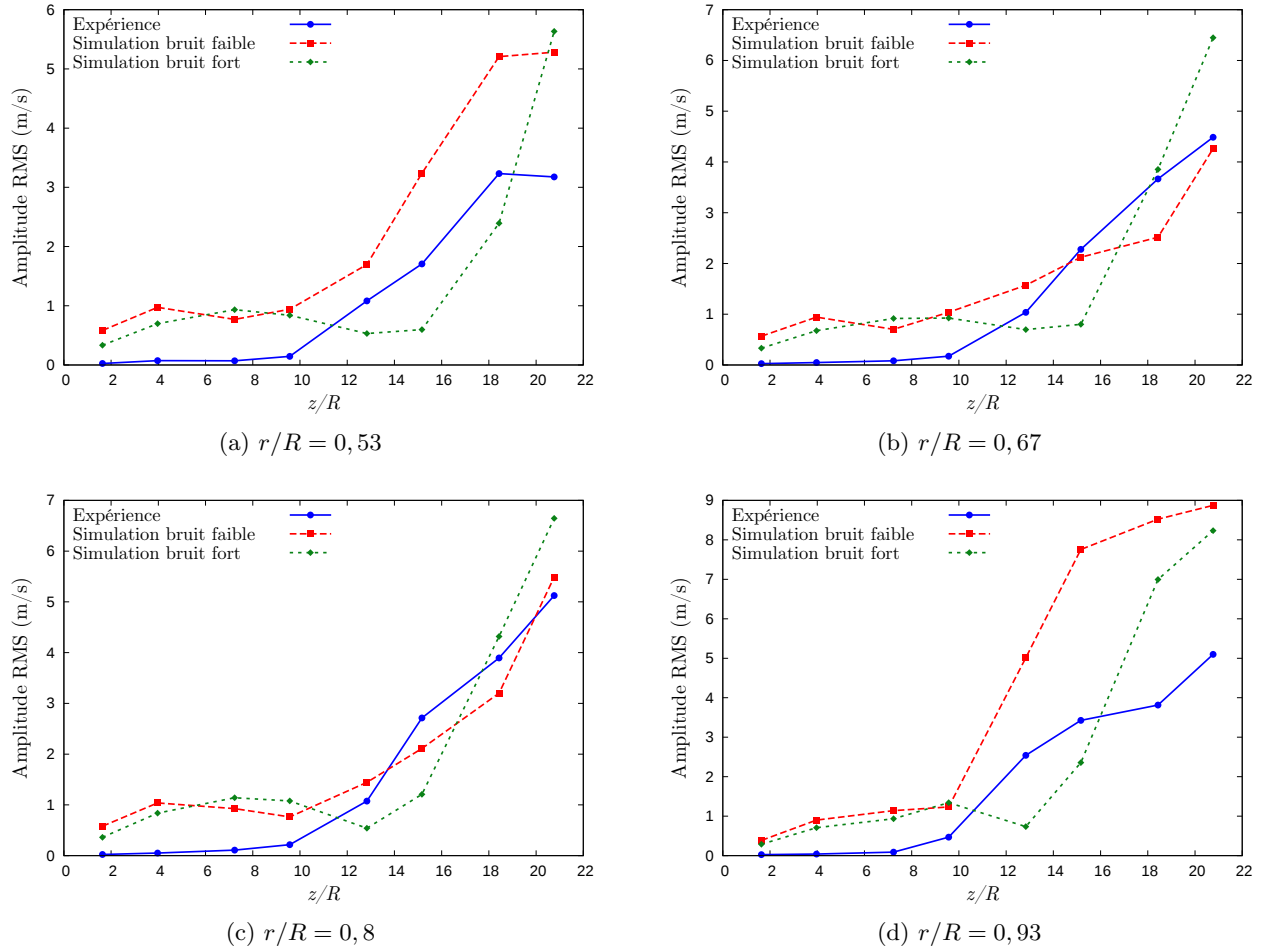 6
5
4
3
2
1
0
Amplitude RMS (m/s)
Expérience
Simulation bruit faible
Simulation bruit fort
0 2 4 6 8 10 12 14 16 18 20 22
z/R
(a) r/R = 0, 53
7
6
5
4
3
2
1
0
Amplitude RMS (m/s)
Expérience
Simulation bruit faible
Simulation bruit fort
0 2 4 6 8 10 12 14 16 18 20 22
z/R
(b) r/R = 0, 67
7
6
5
4
3
2
1
0
Amplitude RMS (m/s)
Expérience
Simulation bruit faible
Simulation bruit fort
0 2 4 6 8 10 12 14 16 18 20 22
z/R
(c) r/R = 0, 8
9
8
7
6
5
4
3
2
1
0
Amplitude RMS (m/s)
Expérience
Simulation bruit faible
Simulation bruit fort
0 2 4 6 8 10 12 14 16 18 20 22
z/R
(d) r/R = 0, 93